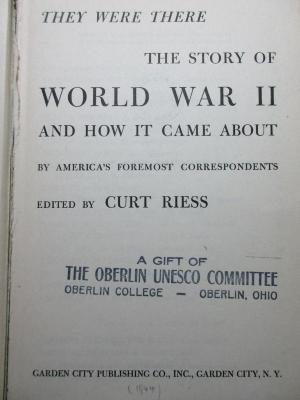 THEY WERE THERE
THE STORY OF
WORLD WAR II
AND HOW IT CAME ABOUT
BY AMERICA'S FOREMOST CORRESPONDENTS
EDITED BY CURT RIESS
A GIFT OF
THE OBERLIN UNESCO COMMITTEE
OBERLIN COLLEGE — OBERLIN, OHIO
GARDEN CITY PUBLISHING CO., INC., GARDEN CITY, N. Y.
(1944)